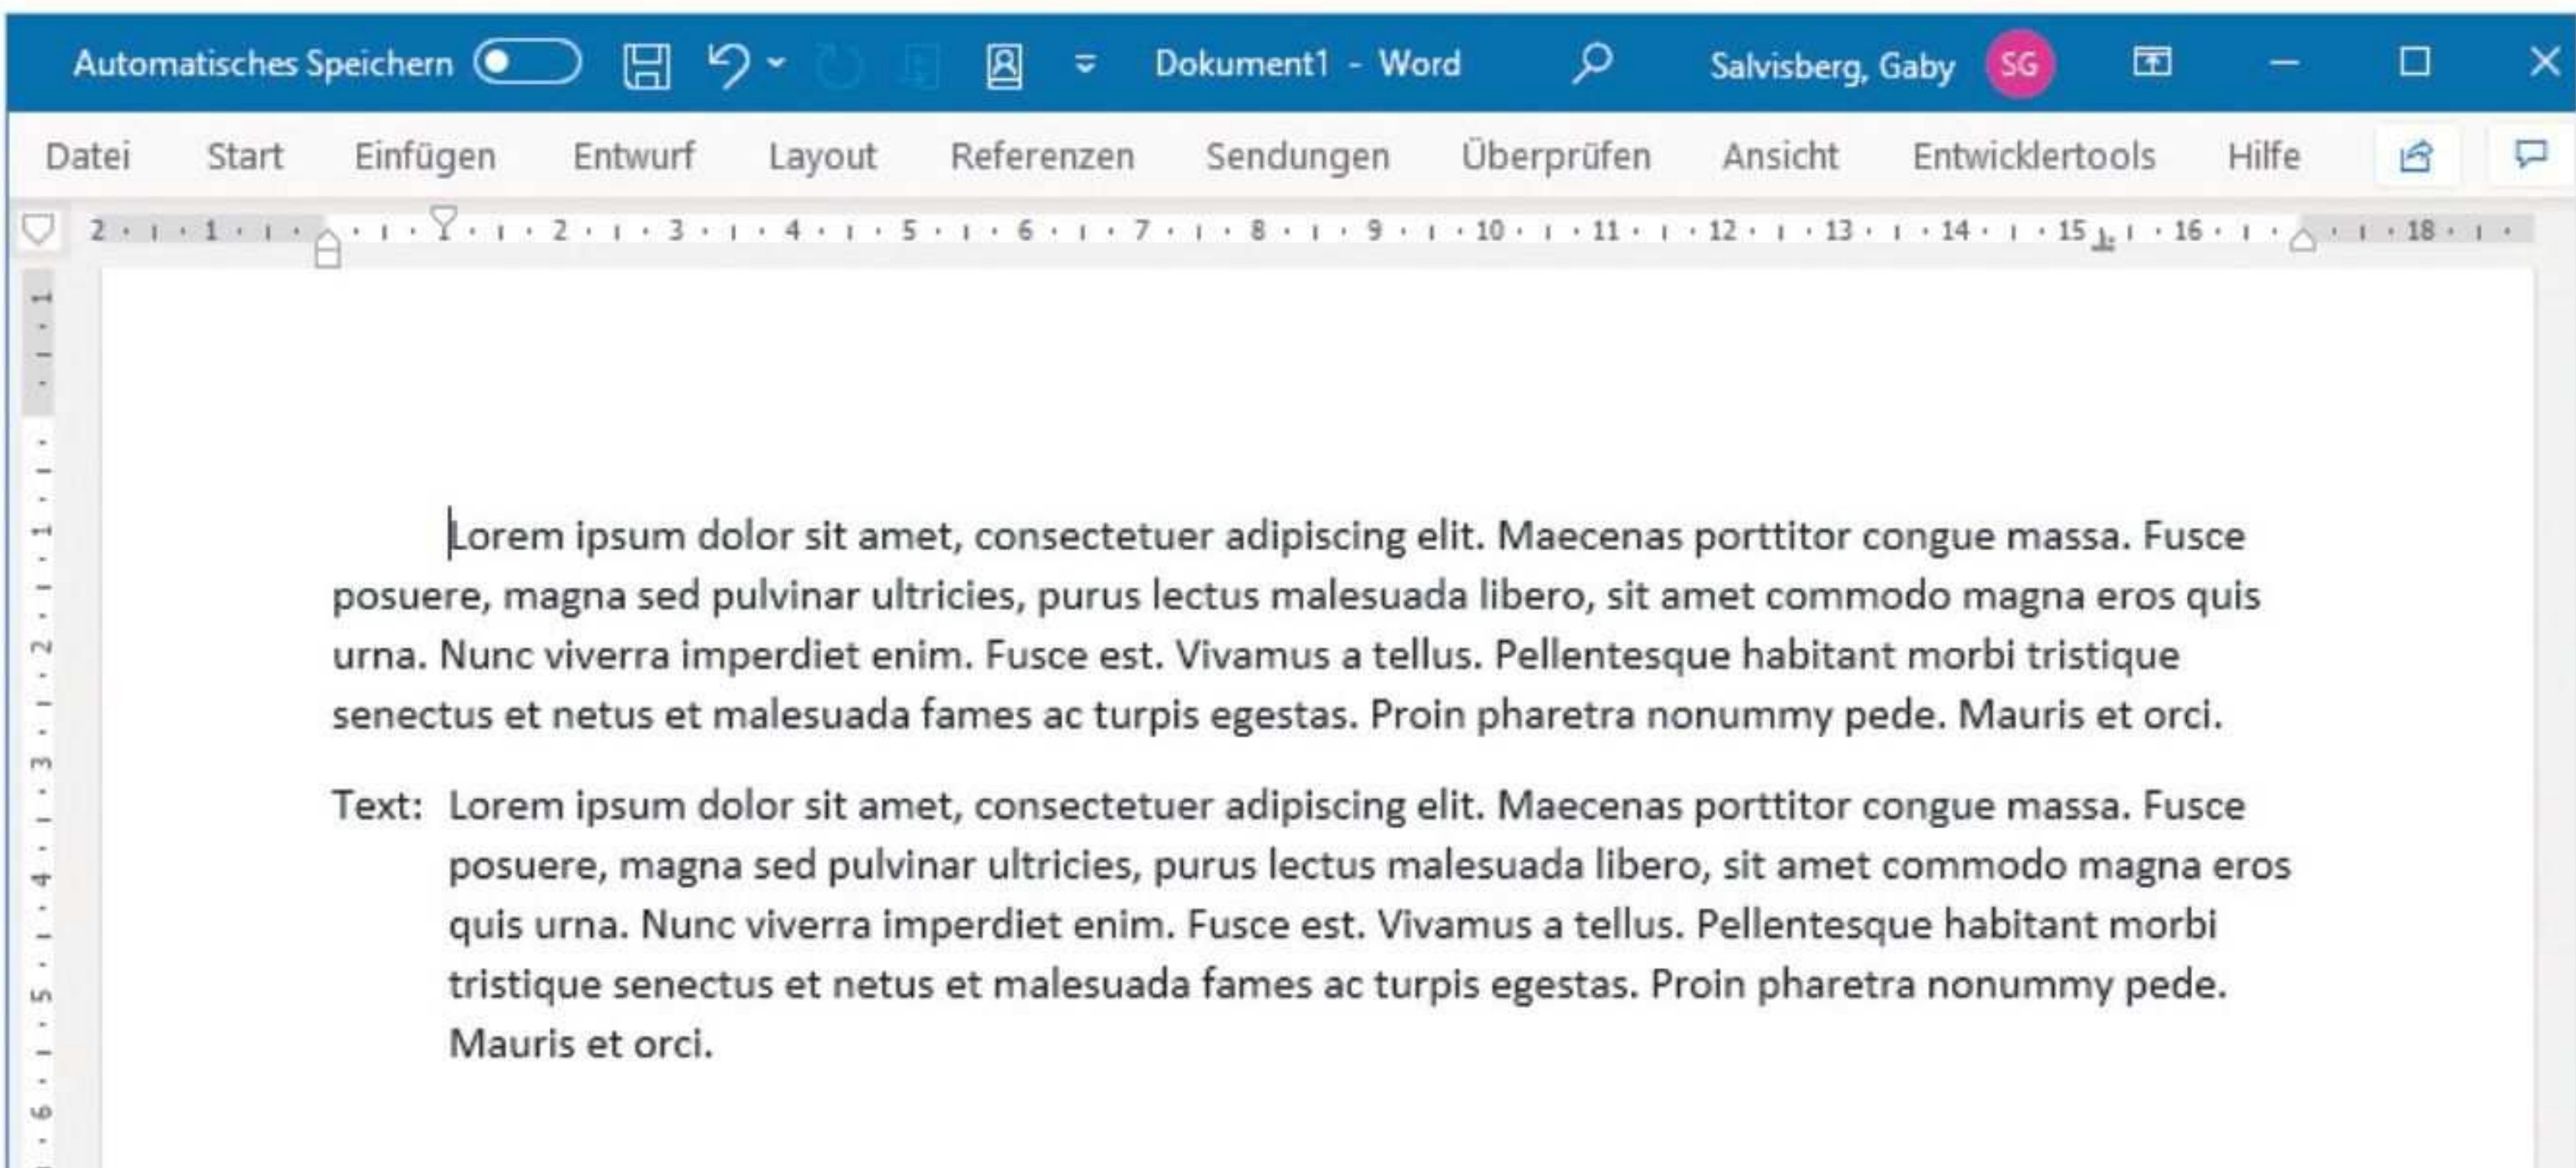 Automatisches Speichern Dokument1 - Word Salvisberg, Gaby SG
Datei Start Einfügen Entwurf Layout Referenzen Sendungen Überprüfen Ansicht Entwicklertools Hilfe
2 1 1 2 3 4 5 6 7 8 9 10 11 12 13 14 15 16 18
1
1
2
3
4
5
6
Lorem ipsum dolor sit amet, consectetuer adipiscing elit. Maecenas porttitor congue massa. Fusce
posuere, magna sed pulvinar ultricies, purus lectus malesuada libero, sit amet commodo magna eros quis
urna. Nunc viverra imperdiet enim. Fusce est. Vivamus a tellus. Pellentesque habitant morbi tristique
senectus et netus et malesuada fames ac turpis egestas. Proin pharetra nonummy pede. Mauris et orci.
Text: Lorem ipsum dolor sit amet, consectetuer adipiscing elit. Maecenas porttitor congue massa. Fusce
posuere, magna sed pulvinar ultricies, purus lectus malesuada libero, sit amet commodo magna eros
quis urna. Nunc viverra imperdiet enim. Fusce est. Vivamus a tellus. Pellentesque habitant morbi
tristique senectus et netus et malesuada fames ac turpis egestas. Proin pharetra nonummy pede.
Mauris et orci.